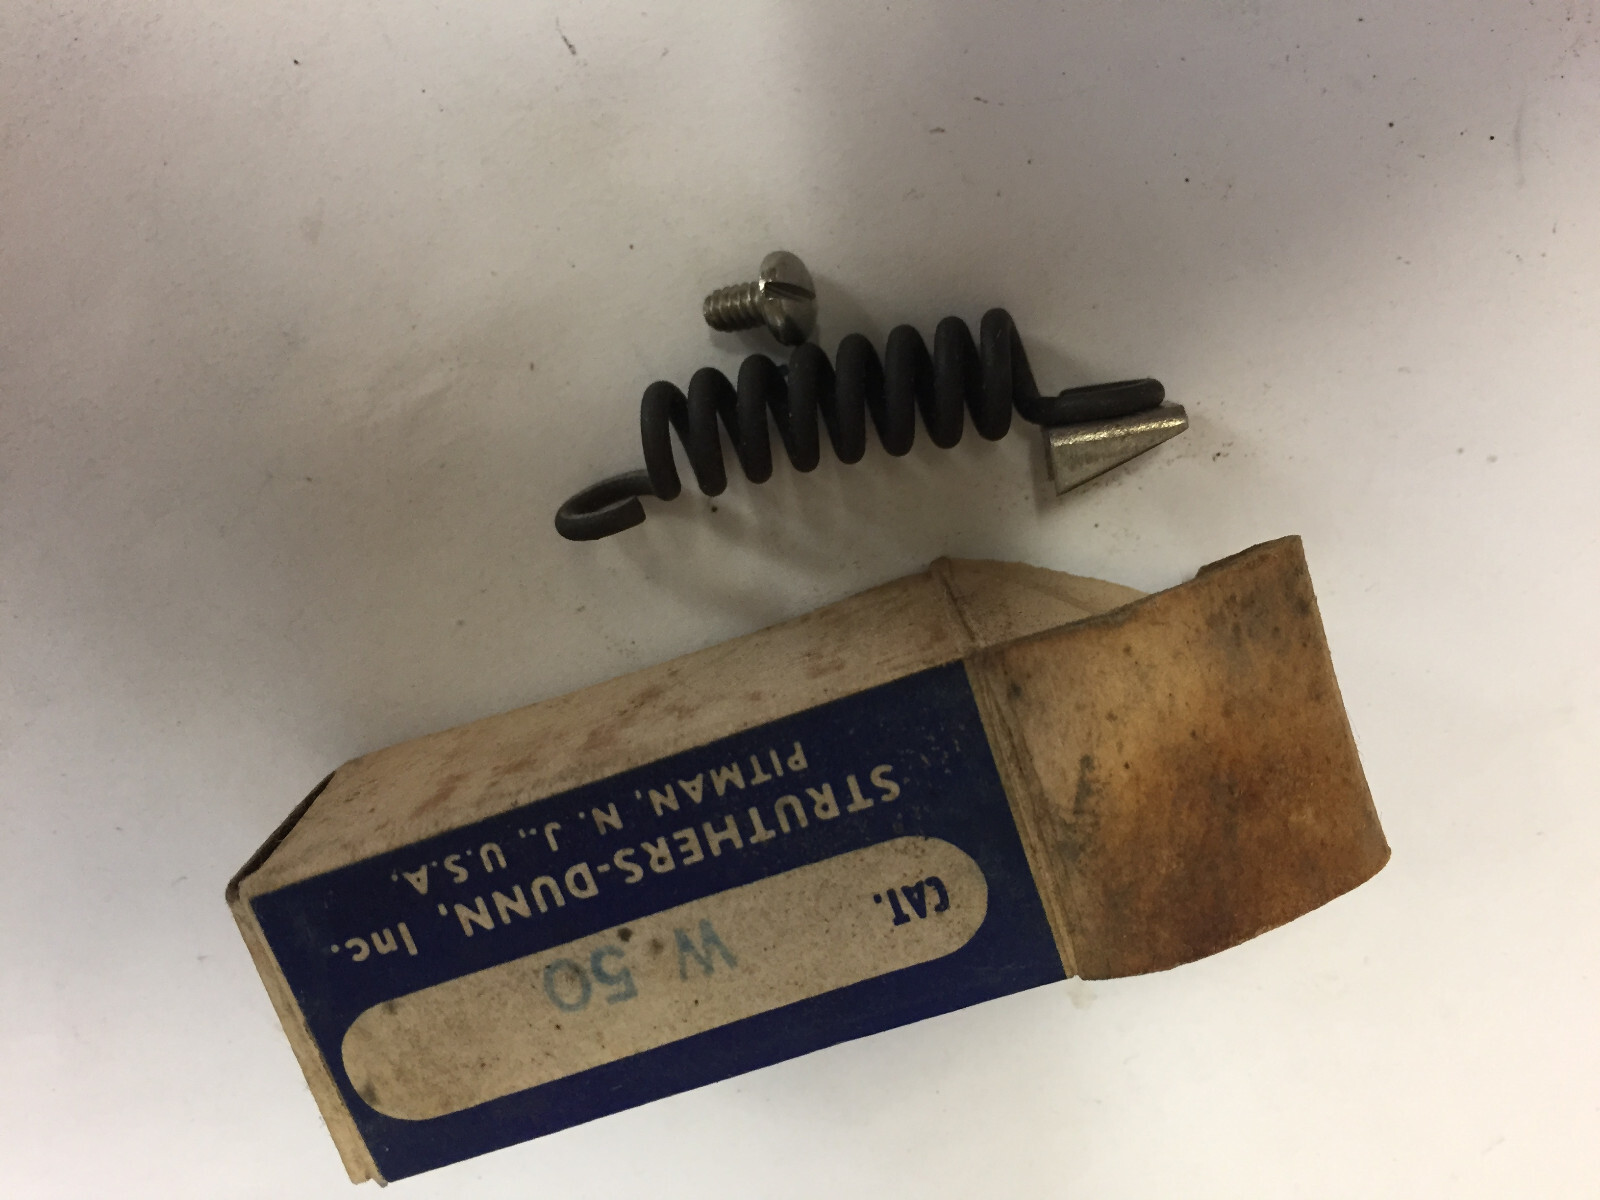 STRUTHERS-DUNN, Inc.
PITMAN, N. J., U.S.A.
CAT. W 50